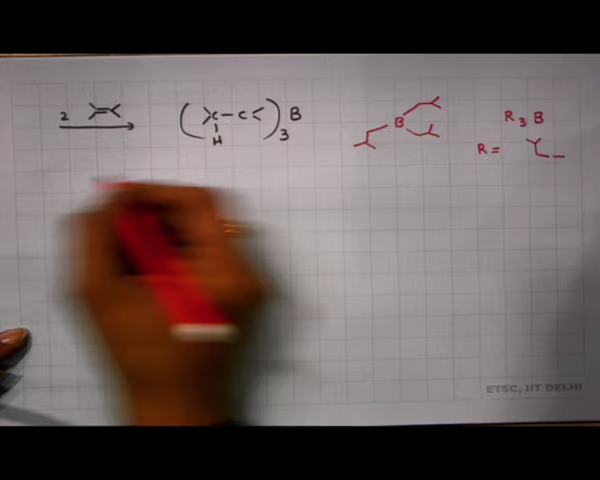 2
(>C-C<)3 B
H
B
R3B
R =
ETSC, IIT DELHI